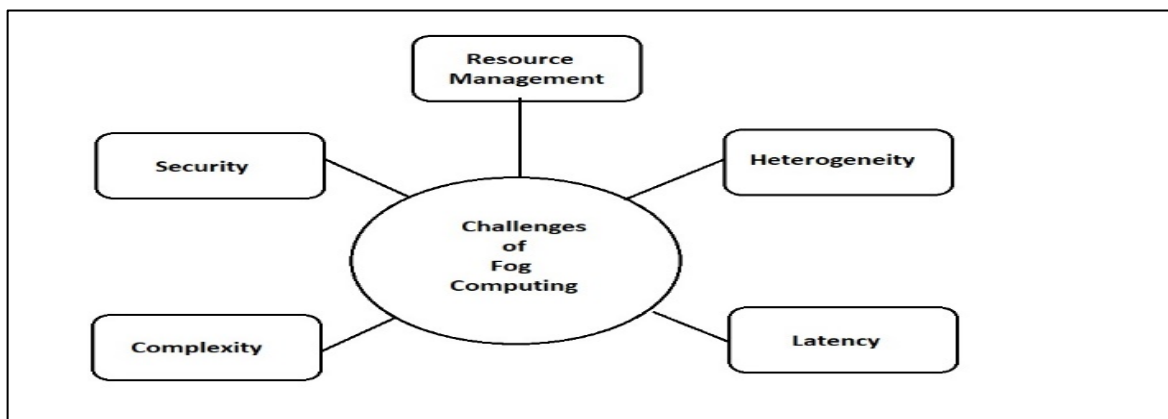 Resource
Management
Security
Heterogeneity
Challenges
of
Fog
Computing
Complexity
Latency